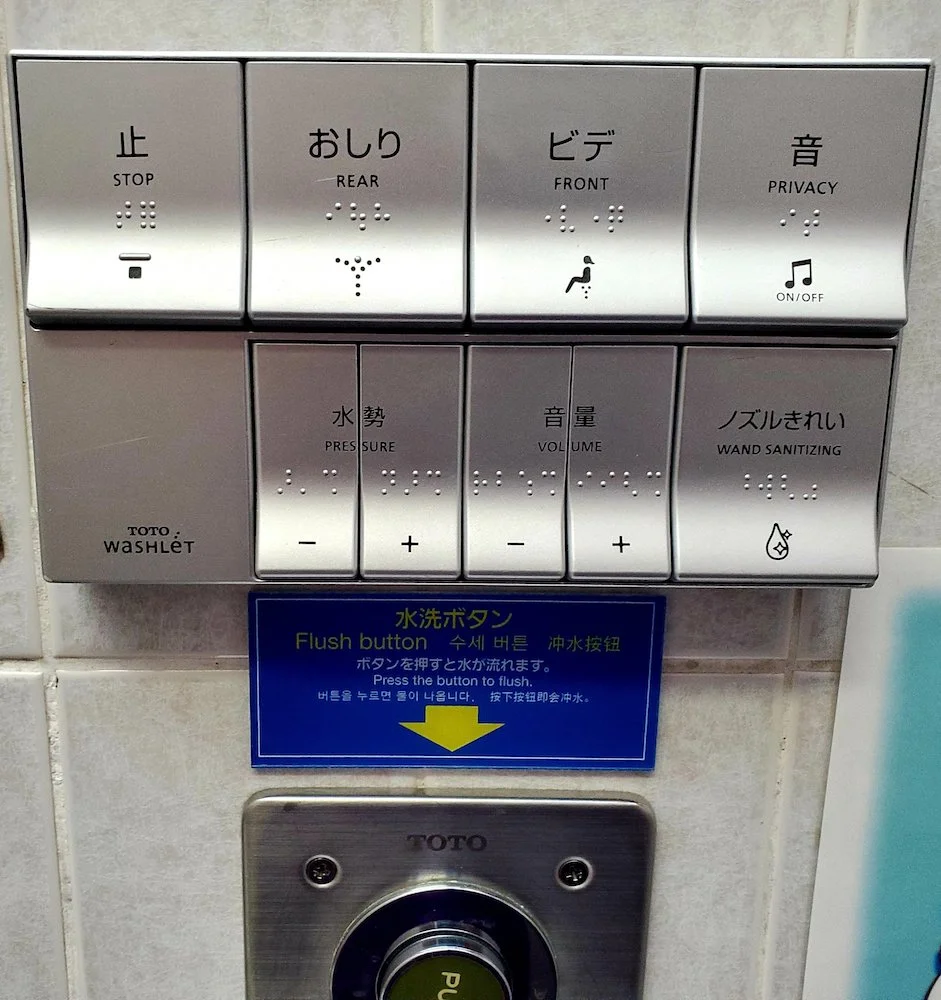 止
STOP
おしり
REAR
ビデ
FRONT
音
PRIVACY
ON/OFF
水勢
PRESSURE
- +
音量
VOLUME
- +
ノズルきれい
WAND SANITIZING
TOTO
WASHLET
水洗ボタン
Flush button 수세 버튼 冲水按钮
ボタンを押すと水が流れます。
Press the button to flush.
버튼을 누르면 물이 나옵니다. 按下按钮即会冲水。
TOTO
PU